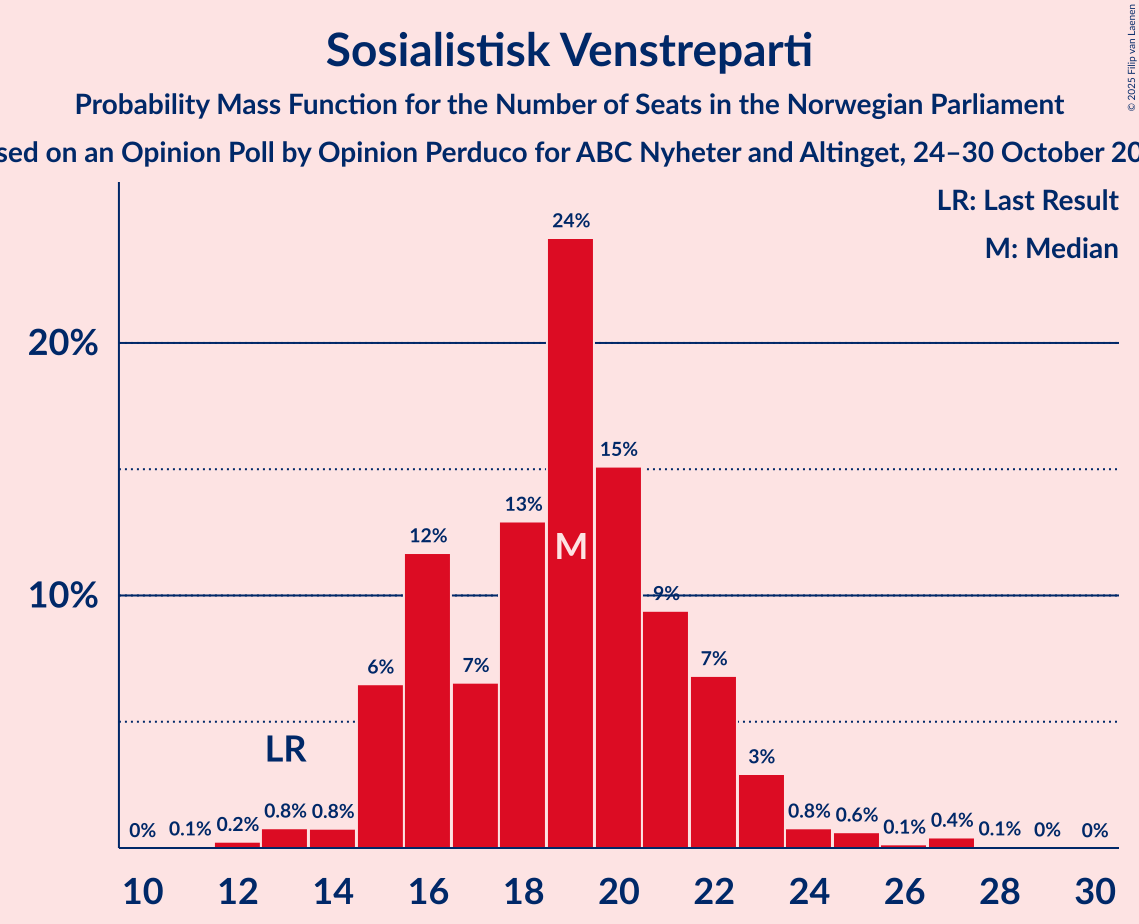 Sosialistisk Venstreparti
Probability Mass Function for the Number of Seats in the Norwegian Parliament
on an Opinion Poll by Opinion Perduco for ABC Nyheter and Altinget, 24–30 October
© 2025 Filip van Laenen
LR: Last Result
M: Median
24%
20%
15%
13%
12%
M
10%
9%
6%
7%
7%
LR
3%
0%
0.1%
0.2%
0.8%
0.8%
0.8%
0.6%
0.1%
0.4%
0.1%
0%
0%
10 12 14 16 18 20 22 24 26 28 30